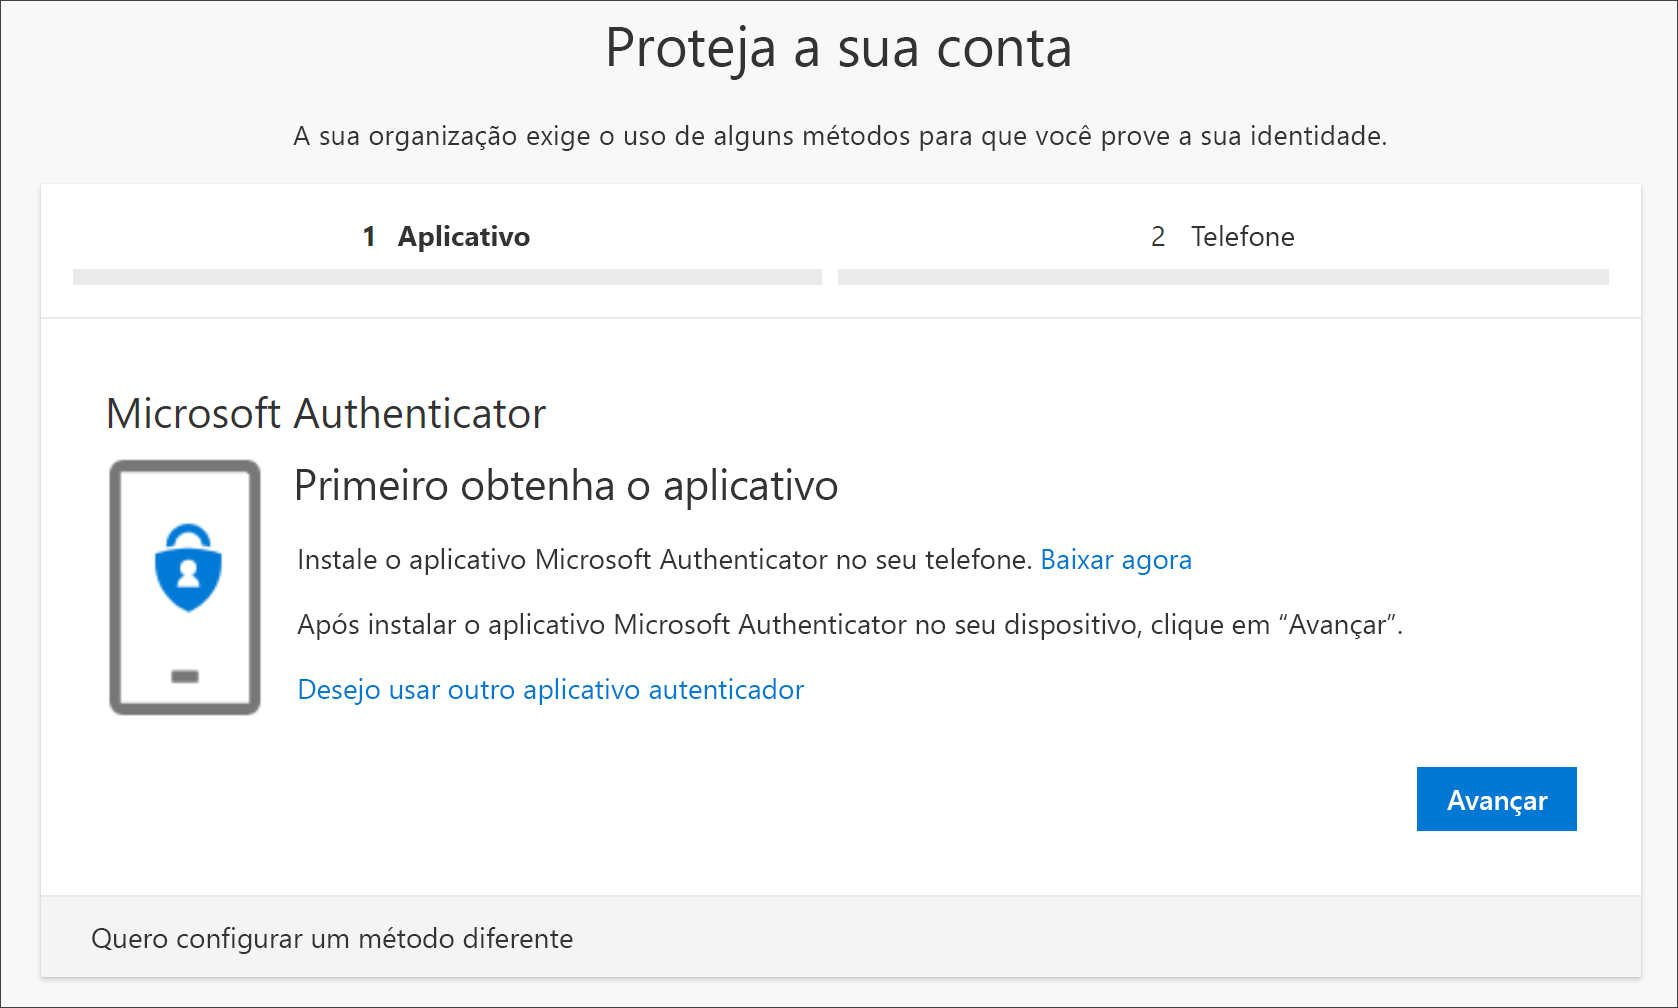 Proteja a sua conta
A sua organização exige o uso de alguns métodos para que você prove a sua identidade.
1 Aplicativo
2 Telefone
Microsoft Authenticator
Primeiro obtenha o aplicativo
Instale o aplicativo Microsoft Authenticator no seu telefone. Baixar agora
Após instalar o aplicativo Microsoft Authenticator no seu dispositivo, clique em “Avançar”.
Desejo usar outro aplicativo autenticador
Avançar
Quero configurar um método diferente